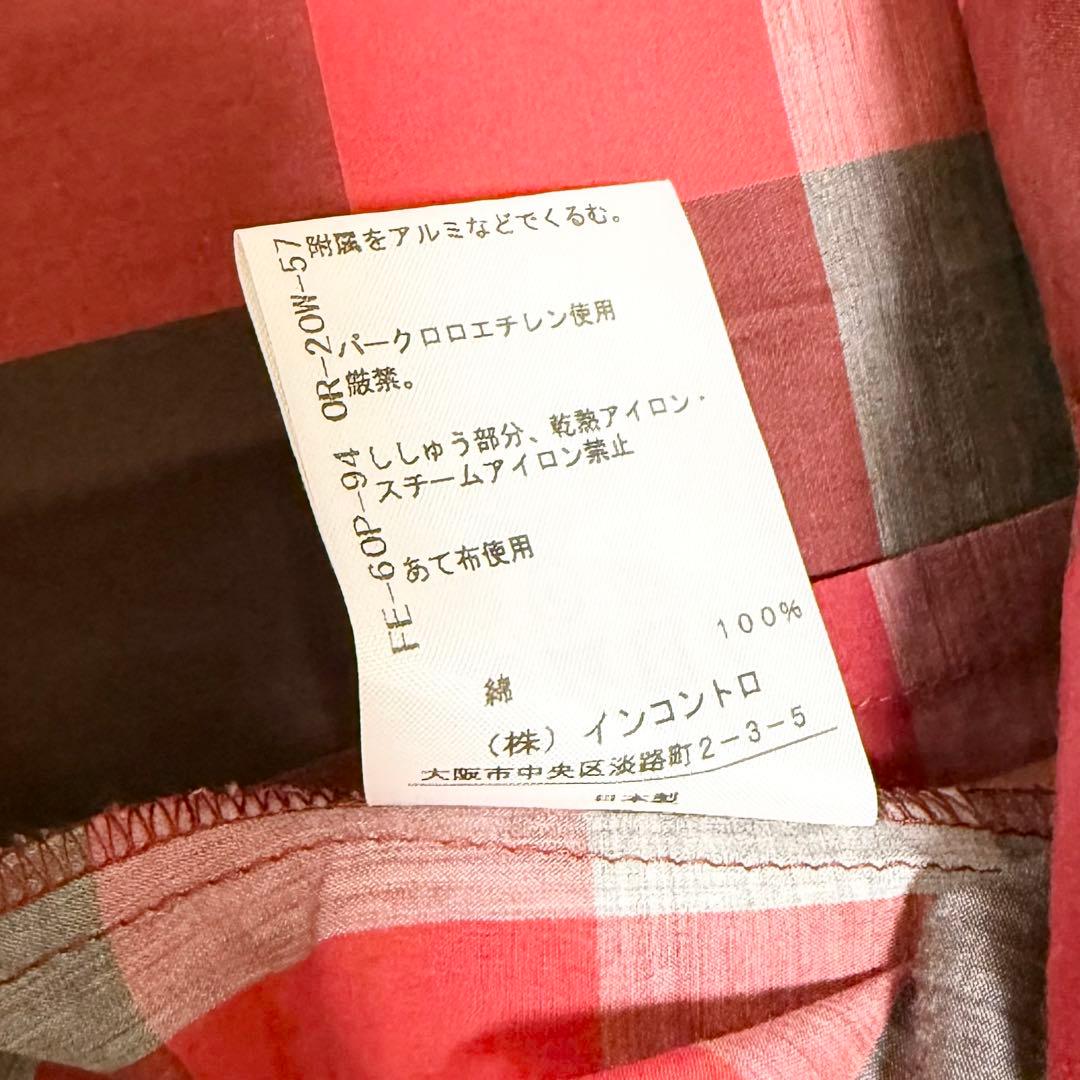 附属をアルミなどでくるむ。
パークロロエチレン使用
厳禁。
ししゅう部分、乾熱アイロン・
スチームアイロン禁止
あて布使用
FE-60P-94 OR-20W-57
綿 100%
(株) インコントロ
大阪市中央区淡路町2-3-5
日本製